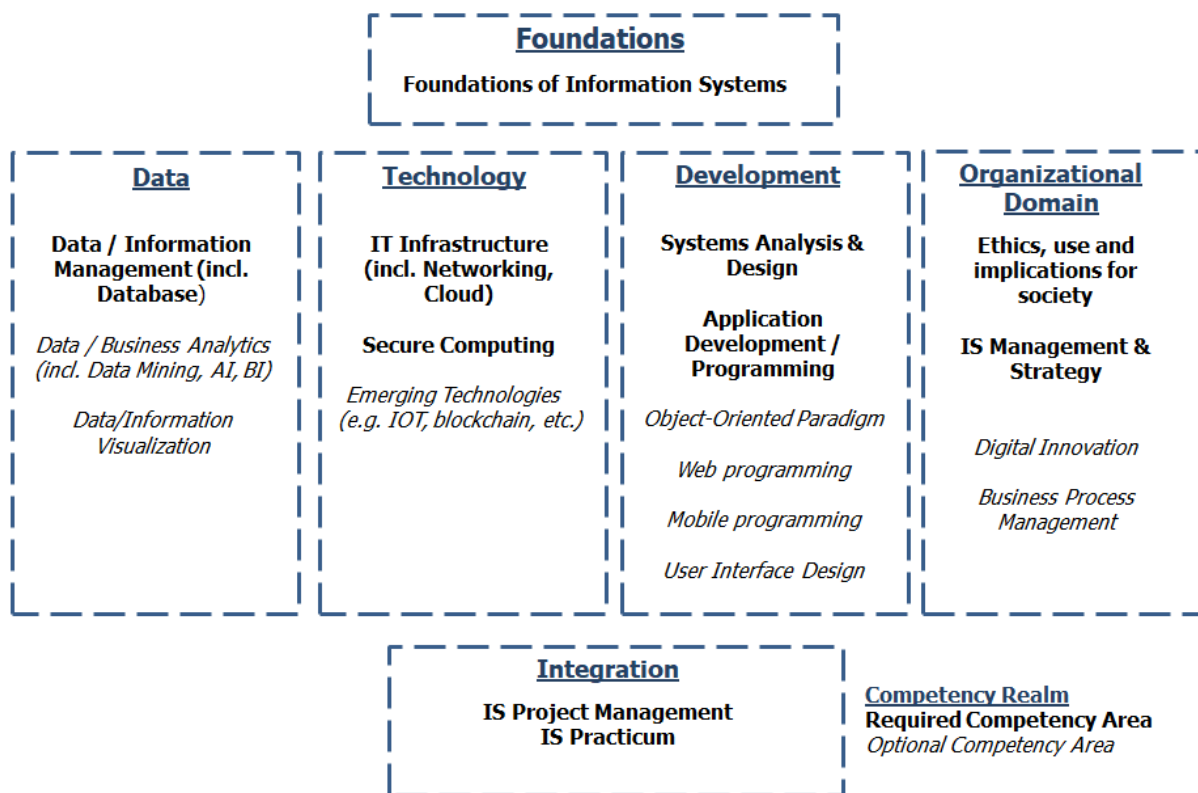 Foundations
Foundations of Information Systems
Data
Data / Information
Management (incl.
Database)
Data / Business Analytics
(incl. Data Mining, AI, BI)
Data/Information
Visualization
Technology
IT Infrastructure
(incl. Networking,
Cloud)
Secure Computing
Emerging Technologies
(e.g. IOT, blockchain, etc.)
Development
Systems Analysis &
Design
Application
Development /
Programming
Object-Oriented Paradigm
Web programming
Mobile programming
User Interface Design
Organizational
Domain
Ethics, use and
implications for
society
IS Management &
Strategy
Digital Innovation
Business Process
Management
Integration
IS Project Management
IS Practicum
Competency Realm
Required Competency Area
Optional Competency Area